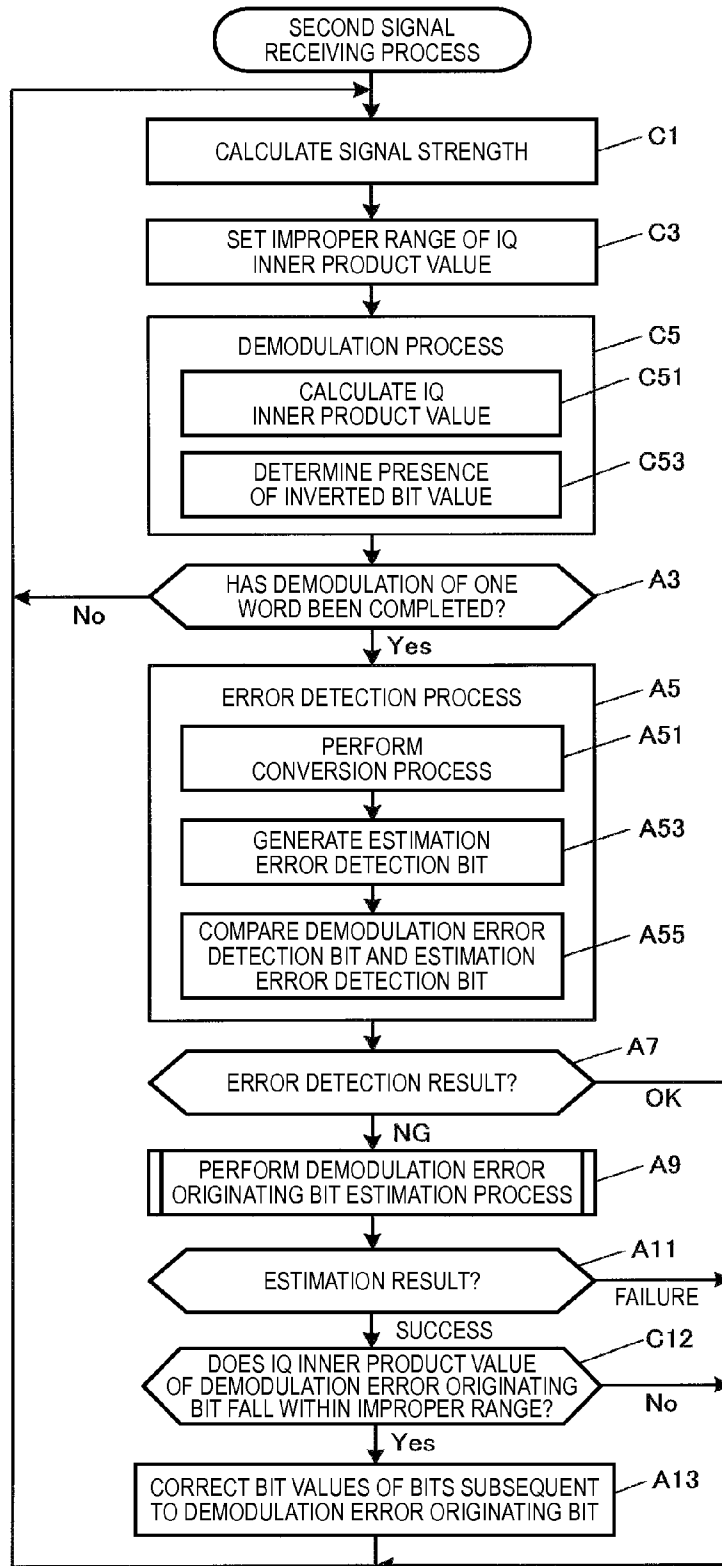 SECOND SIGNAL
RECEIVING PROCESS
CALCULATE SIGNAL STRENGTH
C1
SET IMPROPER RANGE OF IQ
INNER PRODUCT VALUE
C3
DEMODULATION PROCESS
C5
CALCULATE IQ
INNER PRODUCT VALUE
C51
DETERMINE PRESENCE
OF INVERTED BIT VALUE
C53
HAS DEMODULATION OF ONE
WORD BEEN COMPLETED?
A3
No
Yes
ERROR DETECTION PROCESS
A5
PERFORM
CONVERSION PROCESS
A51
GENERATE ESTIMATION
ERROR DETECTION BIT
A53
COMPARE DEMODULATION ERROR
DETECTION BIT AND ESTIMATION
ERROR DETECTION BIT
A55
ERROR DETECTION RESULT?
A7
OK
NG
PERFORM DEMODULATION ERROR
ORIGINATING BIT ESTIMATION PROCESS
A9
ESTIMATION RESULT?
A11
FAILURE
SUCCESS
DOES IQ INNER PRODUCT VALUE
OF DEMODULATION ERROR ORIGINATING
BIT FALL WITHIN IMPROPER RANGE?
C12
No
Yes
CORRECT BIT VALUES OF BITS SUBSEQUENT
TO DEMODULATION ERROR ORIGINATING BIT
A13